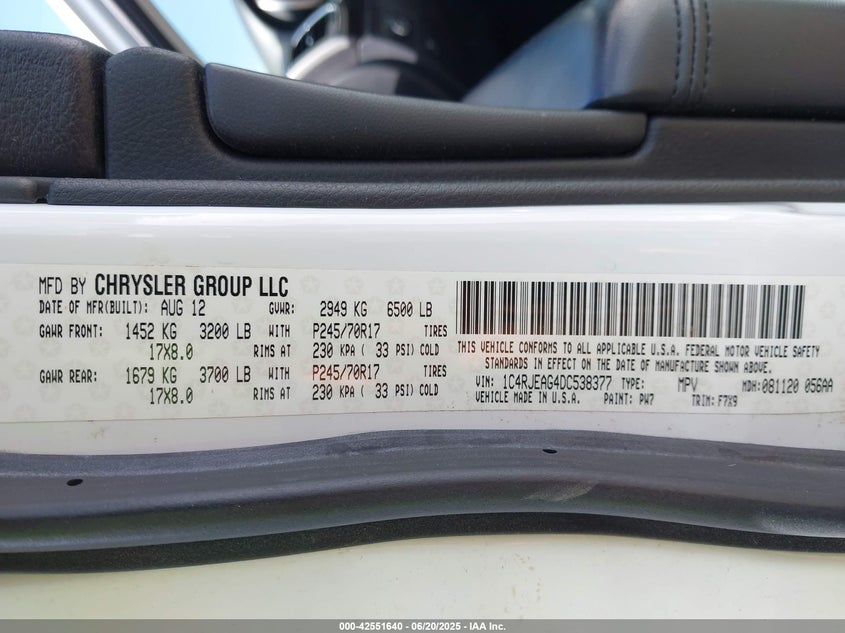 MFD BY CHRYSLER GROUP LLC
DATE OF MFR(BUILT): AUG 12 GVWR: 2949 KG 6500 LB
GAWR FRONT: 1452 KG 3200 LB WITH P245/70R17 TIRES
17X8.0 RIMS AT 230 KPA ( 33 PSI) COLD
GAWR REAR: 1679 KG 3700 LB WITH P245/70R17 TIRES
17X8.0 RIMS AT 230 KPA ( 33 PSI) COLD
THIS VEHICLE CONFORMS TO ALL APPLICABLE U.S.A. FEDERAL MOTOR VEHICLE SAFETY
STANDARDS IN EFFECT ON THE DATE OF MANUFACTURE SHOWN ABOVE.
VIN: 1C4RJEAG4DC538377 TYPE: MPV MDH: 081120 056AA
VEHICLE MADE IN U.S.A. PAINT: PW7 TRIM: F7X9
000-42551640 - 06/20/2025 - IAA Inc.